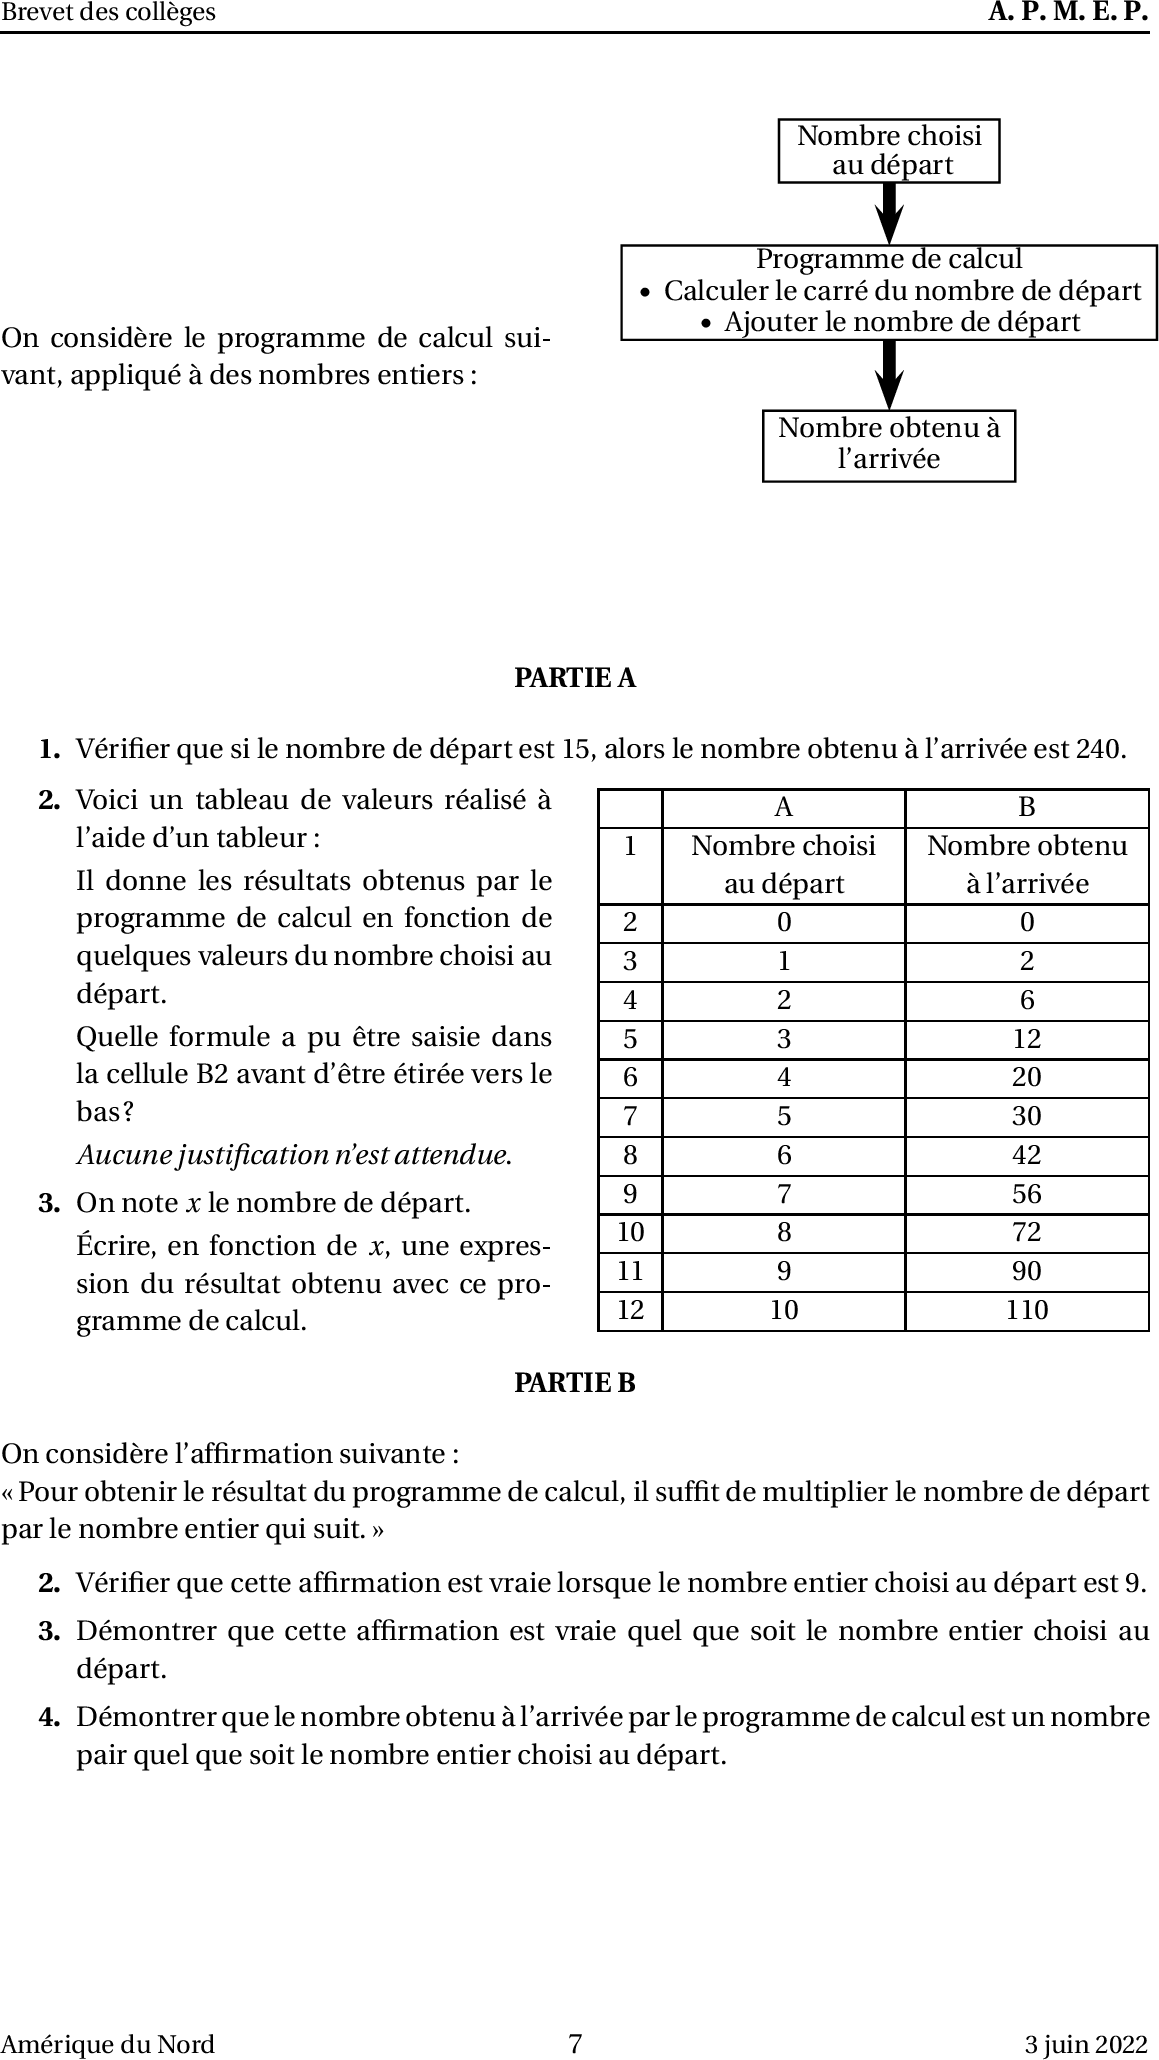 Brevet des collèges A. P. M. E. P.
Nombre choisi
au départ
Programme de calcul
• Calculer le carré du nombre de départ
• Ajouter le nombre de départ
On considère le programme de calcul sui-
vant, appliqué à des nombres entiers :
Nombre obtenu à
l'arrivée
PARTIE A
1. Vérifier que si le nombre de départ est 15, alors le nombre obtenu à l'arrivée est 240.
2. Voici un tableau de valeurs réalisé à
l'aide d'un tableur :
Il donne les résultats obtenus par le
programme de calcul en fonction de
quelques valeurs du nombre choisi au
départ.
Quelle formule a pu être saisie dans
la cellule B2 avant d'être étirée vers le
bas ?
Aucune justification n'est attendue.
3. On note x le nombre de départ.
Écrire, en fonction de x, une expres-
sion du résultat obtenu avec ce pro-
gramme de calcul.
A B
1 Nombre choisi Nombre obtenu
au départ à l'arrivée
2 0 0
3 1 2
4 2 6
5 3 12
6 4 20
7 5 30
8 6 42
9 7 56
10 8 72
11 9 90
12 10 110
PARTIE B
On considère l'affirmation suivante :
« Pour obtenir le résultat du programme de calcul, il suffit de multiplier le nombre de départ
par le nombre entier qui suit. »
2. Vérifier que cette affirmation est vraie lorsque le nombre entier choisi au départ est 9.
3. Démontrer que cette affirmation est vraie quel que soit le nombre entier choisi au
départ.
4. Démontrer que le nombre obtenu à l'arrivée par le programme de calcul est un nombre
pair quel que soit le nombre entier choisi au départ.
Amérique du Nord 7 3 juin 2022